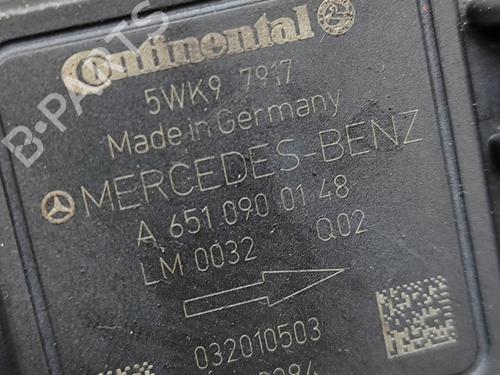 Continental
5WK9 7917
Made in Germany
MERCEDES-BENZ
A 651 090 01 48
LM 0032 Q02
032010503
B-PARTS